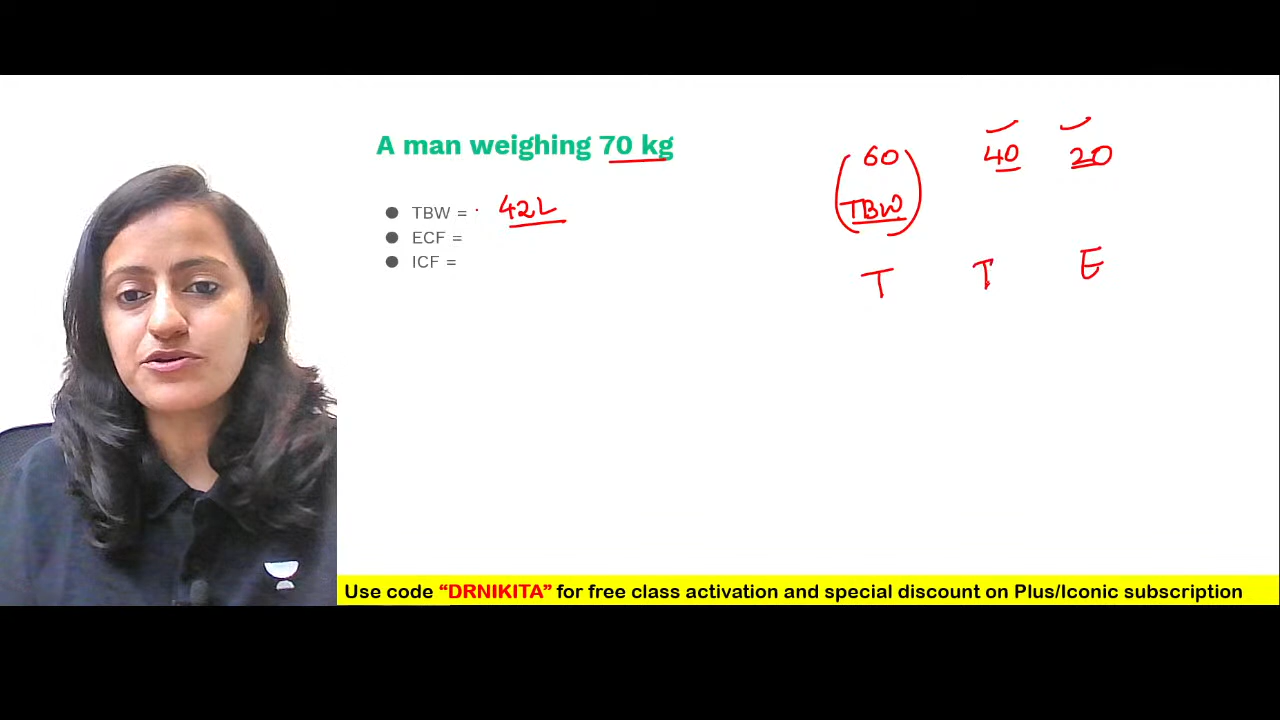 A man weighing 70 kg
TBW = 42L
ECF =
ICF =
60 40 20
TBW
T I E
Use code “DRNIKITA” for free class activation and special discount on Plus/Iconic subscription